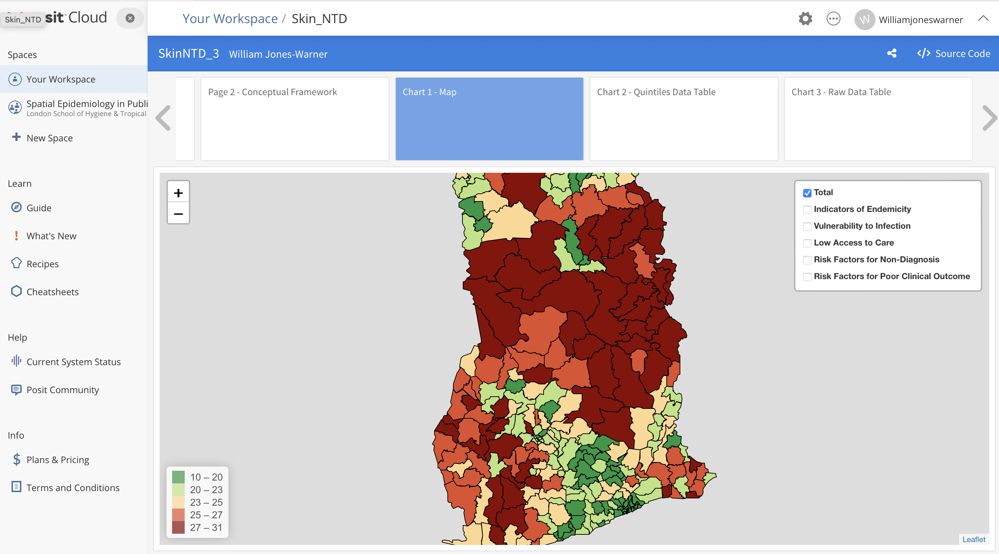 Skin_NTD
sit Cloud
Your Workspace / Skin_NTD
W
Williamjoneswarner
Spaces
Your Workspace
Spatial Epidemiology in Publi
London School of Hygiene & Tropical
New Space
Learn
Guide
What's New
Recipes
Cheatsheets
Help
Current System Status
Posit Community
Info
Plans & Pricing
Terms and Conditions
SkinNTD_3 William Jones-Warner
</> Source Code
Page 2 - Conceptual Framework
Chart 1 - Map
Chart 2 - Quintiles Data Table
Chart 3 - Raw Data Table
+
−
Total
Indicators of Endemicity
Vulnerability to Infection
Low Access to Care
Risk Factors for Non-Diagnosis
Risk Factors for Poor Clinical Outcome
10 – 20
20 – 23
23 – 25
25 – 27
27 – 31
Leaflet